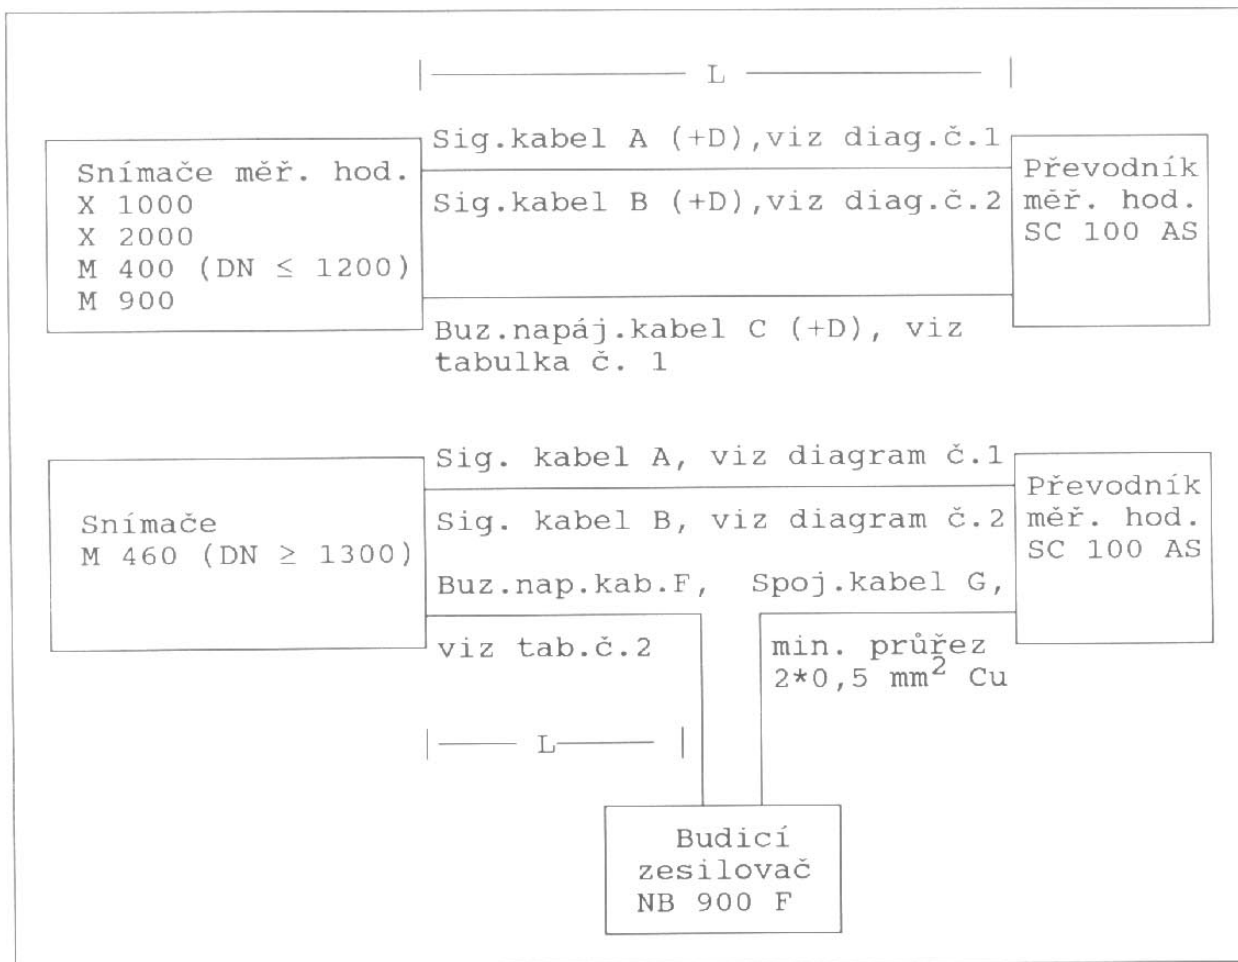 L
Sig.kabel A (+D),viz diag.č.1
Snímače měř. hod.
X 1000
X 2000
M 400 (DN ≤ 1200)
M 900
Sig.kabel B (+D),viz diag.č.2
Převodník
měř. hod.
SC 100 AS
Buz.napáj.kabel C (+D), viz
tabulka č. 1
Sig. kabel A, viz diagram č.1
Snímače
M 460 (DN ≥ 1300)
Sig. kabel B, viz diagram č.2
Převodník
měř. hod.
SC 100 AS
Buz.nap.kab.F,
viz tab.č.2
Spoj.kabel G,
min. průřez
2*0,5 mm² Cu
L
Budicí
zesilovač
NB 900 F